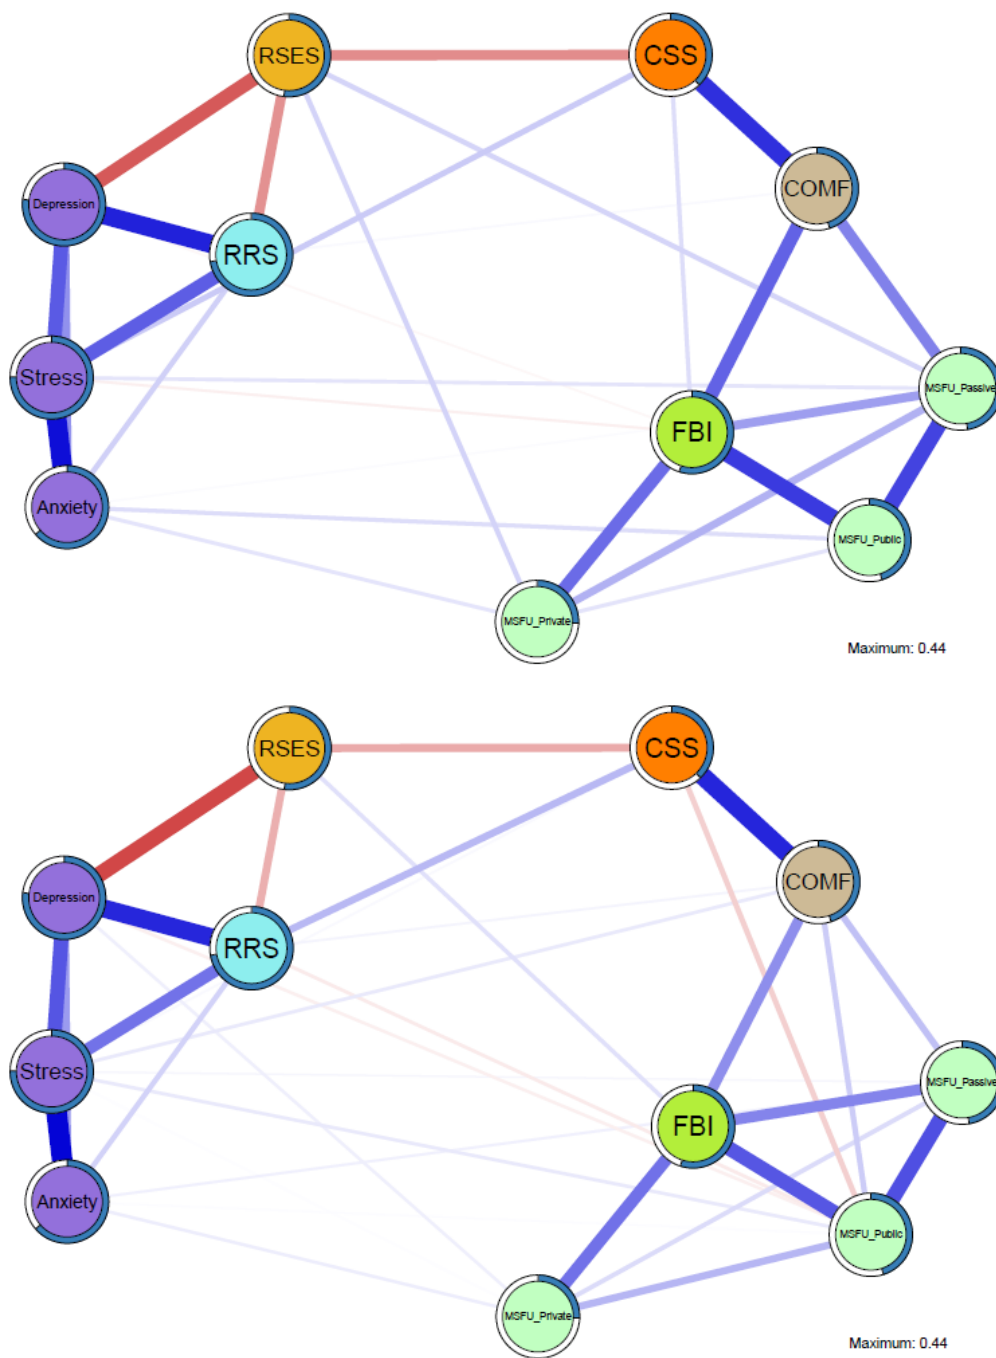 RSES
CSS
COMF
Depression
RRS
Stress
MSFU_Passive
FBI
Anxiety
MSFU_Public
MSFU_Private
Maximum: 0.44
RSES
CSS
COMF
Depression
RRS
Stress
MSFU_Passive
FBI
Anxiety
MSFU_Public
MSFU_Private
Maximum: 0.44